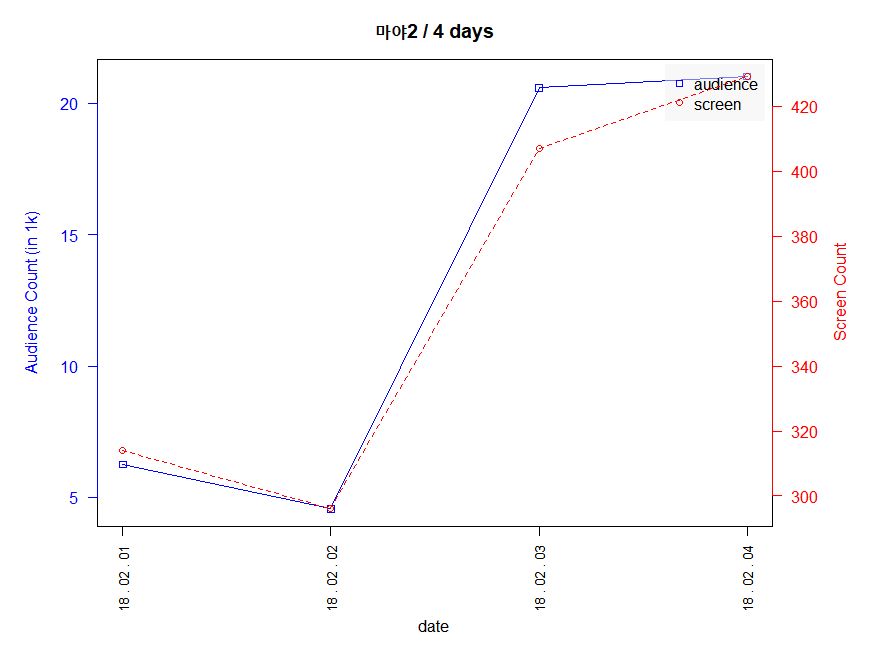 마야2 / 4 days
audience
screen
Audience Count (in 1k)
20
15
10
5
Screen Count
420
400
380
360
340
320
300
18 . 02 . 01
18 . 02 . 02
18 . 02 . 03
18 . 02 . 04
date